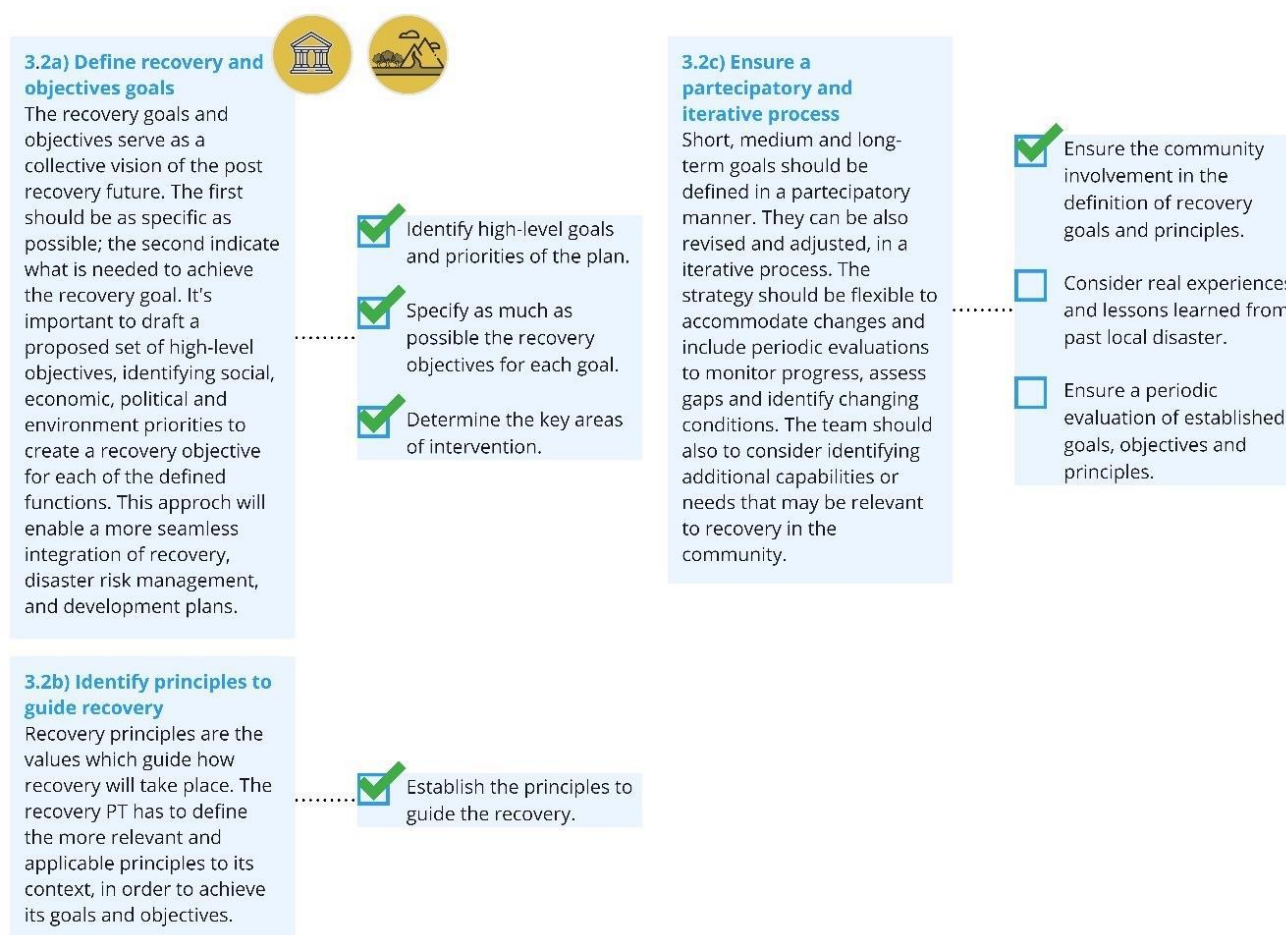 3.2a) Define recovery and
objectives goals
The recovery goals and
objectives serve as a
collective vision of the post
recovery future. The first
should be as specific as
possible; the second indicate
what is needed to achieve
the recovery goal. It's
important to draft a
proposed set of high-level
objectives, identifying social,
economic, political and
environment priorities to
create a recovery objective
for each of the defined
functions. This approch will
enable a more seamless
integration of recovery,
disaster risk management,
and development plans.
Identify high-level goals
and priorities of the plan.
Specify as much as
possible the recovery
objectives for each goal.
Determine the key areas
of intervention.
3.2b) Identify principles to
guide recovery
Recovery principles are the
values which guide how
recovery will take place. The
recovery PT has to define
the more relevant and
applicable principles to its
context, in order to achieve
its goals and objectives.
Establish the principles to
guide the recovery.
3.2c) Ensure a
partecipatory and
iterative process
Short, medium and long-
term goals should be
defined in a partecipatory
manner. They can be also
revised and adjusted, in a
iterative process. The
strategy should be flexible to
accommodate changes and
include periodic evaluations
to monitor progress, assess
gaps and identify changing
conditions. The team should
also to consider identifying
additional capabilities or
needs that may be relevant
to recovery in the
community.
Ensure the community
involvement in the
definition of recovery
goals and principles.
Consider real experiences
and lessons learned from
past local disaster.
Ensure a periodic
evaluation of established
goals, objectives and
principles.